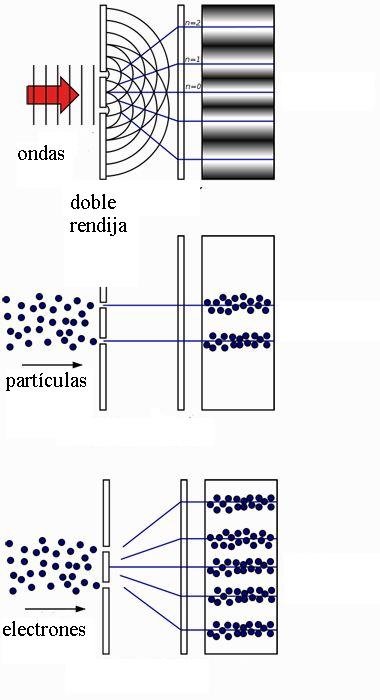 n=2
n=1
n=0
ondas
doble
rendija
partículas
electrones